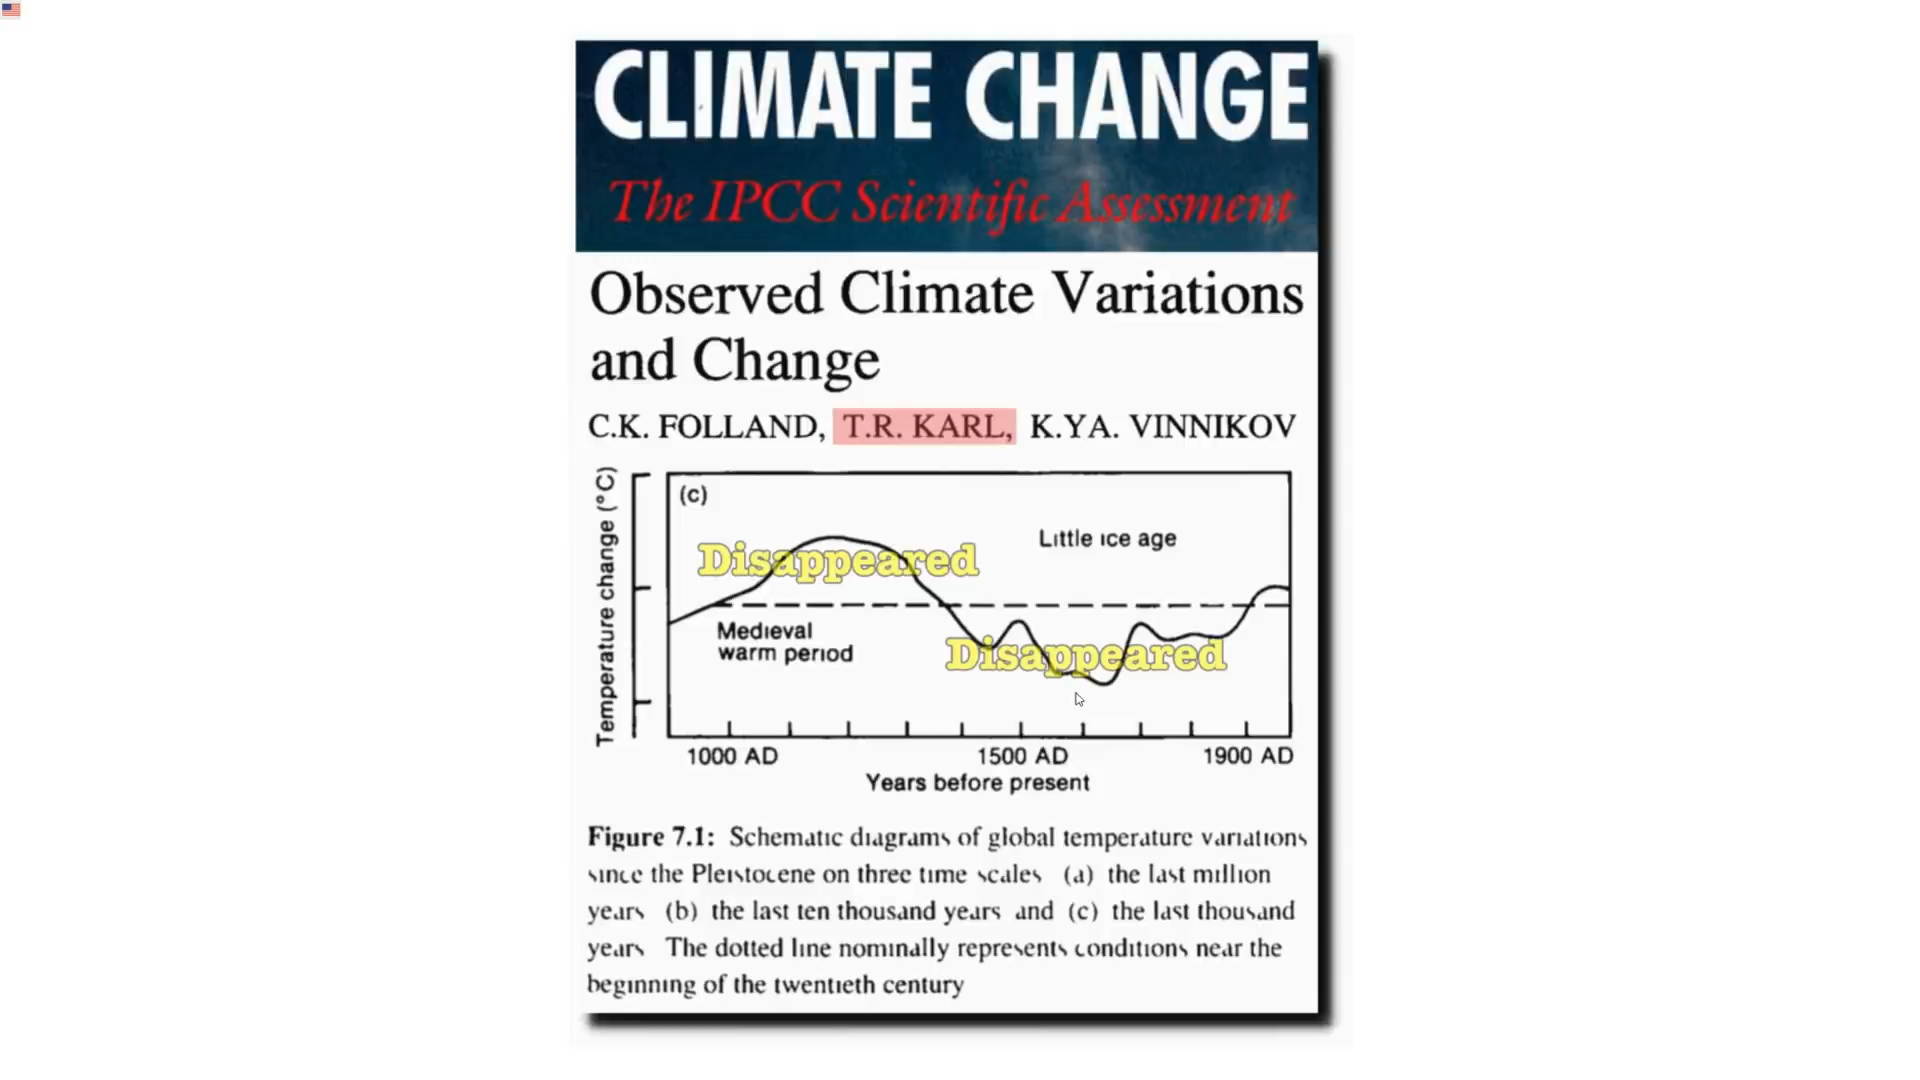 CLIMATE CHANGE
The IPCC Scientific Assessment
Observed Climate Variations
and Change
C.K. FOLLAND, T.R. KARL, K.YA. VINNIKOV
Temperature change (°C)
(c)
Little ice age
Disappeared
Medieval
warm period
Disappeared
1000 AD 1500 AD 1900 AD
Years before present
Figure 7.1: Schematic diagrams of global temperature variations
since the Pleistocene on three time scales (a) the last million
years (b) the last ten thousand years and (c) the last thousand
years The dotted line nominally represents conditions near the
beginning of the twentieth century